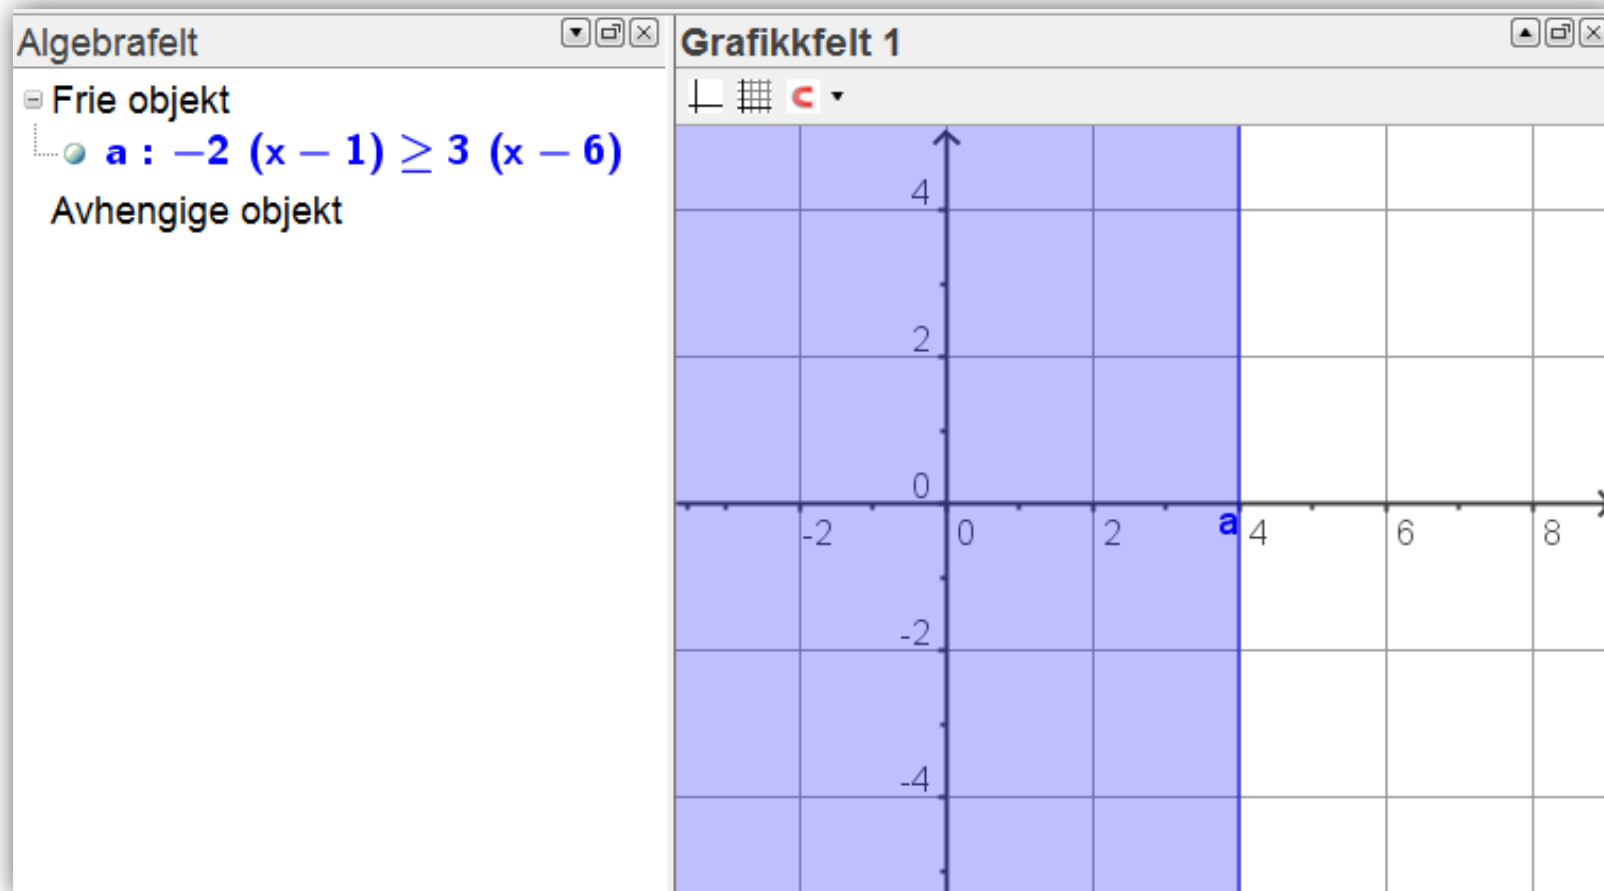 Algebrafelt
Frie objekt
a : −2 (x − 1) ≥ 3 (x − 6)
Avhengige objekt
Grafikkfelt 1
4
2
0
-2 0 2 a 4 6 8
-2
-4